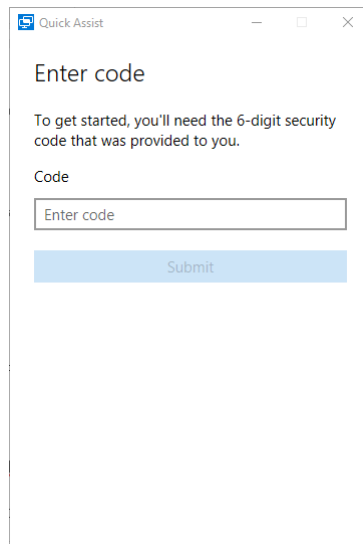 Quick Assist
Enter code
To get started, you'll need the 6-digit security
code that was provided to you.
Code
Enter code
Submit